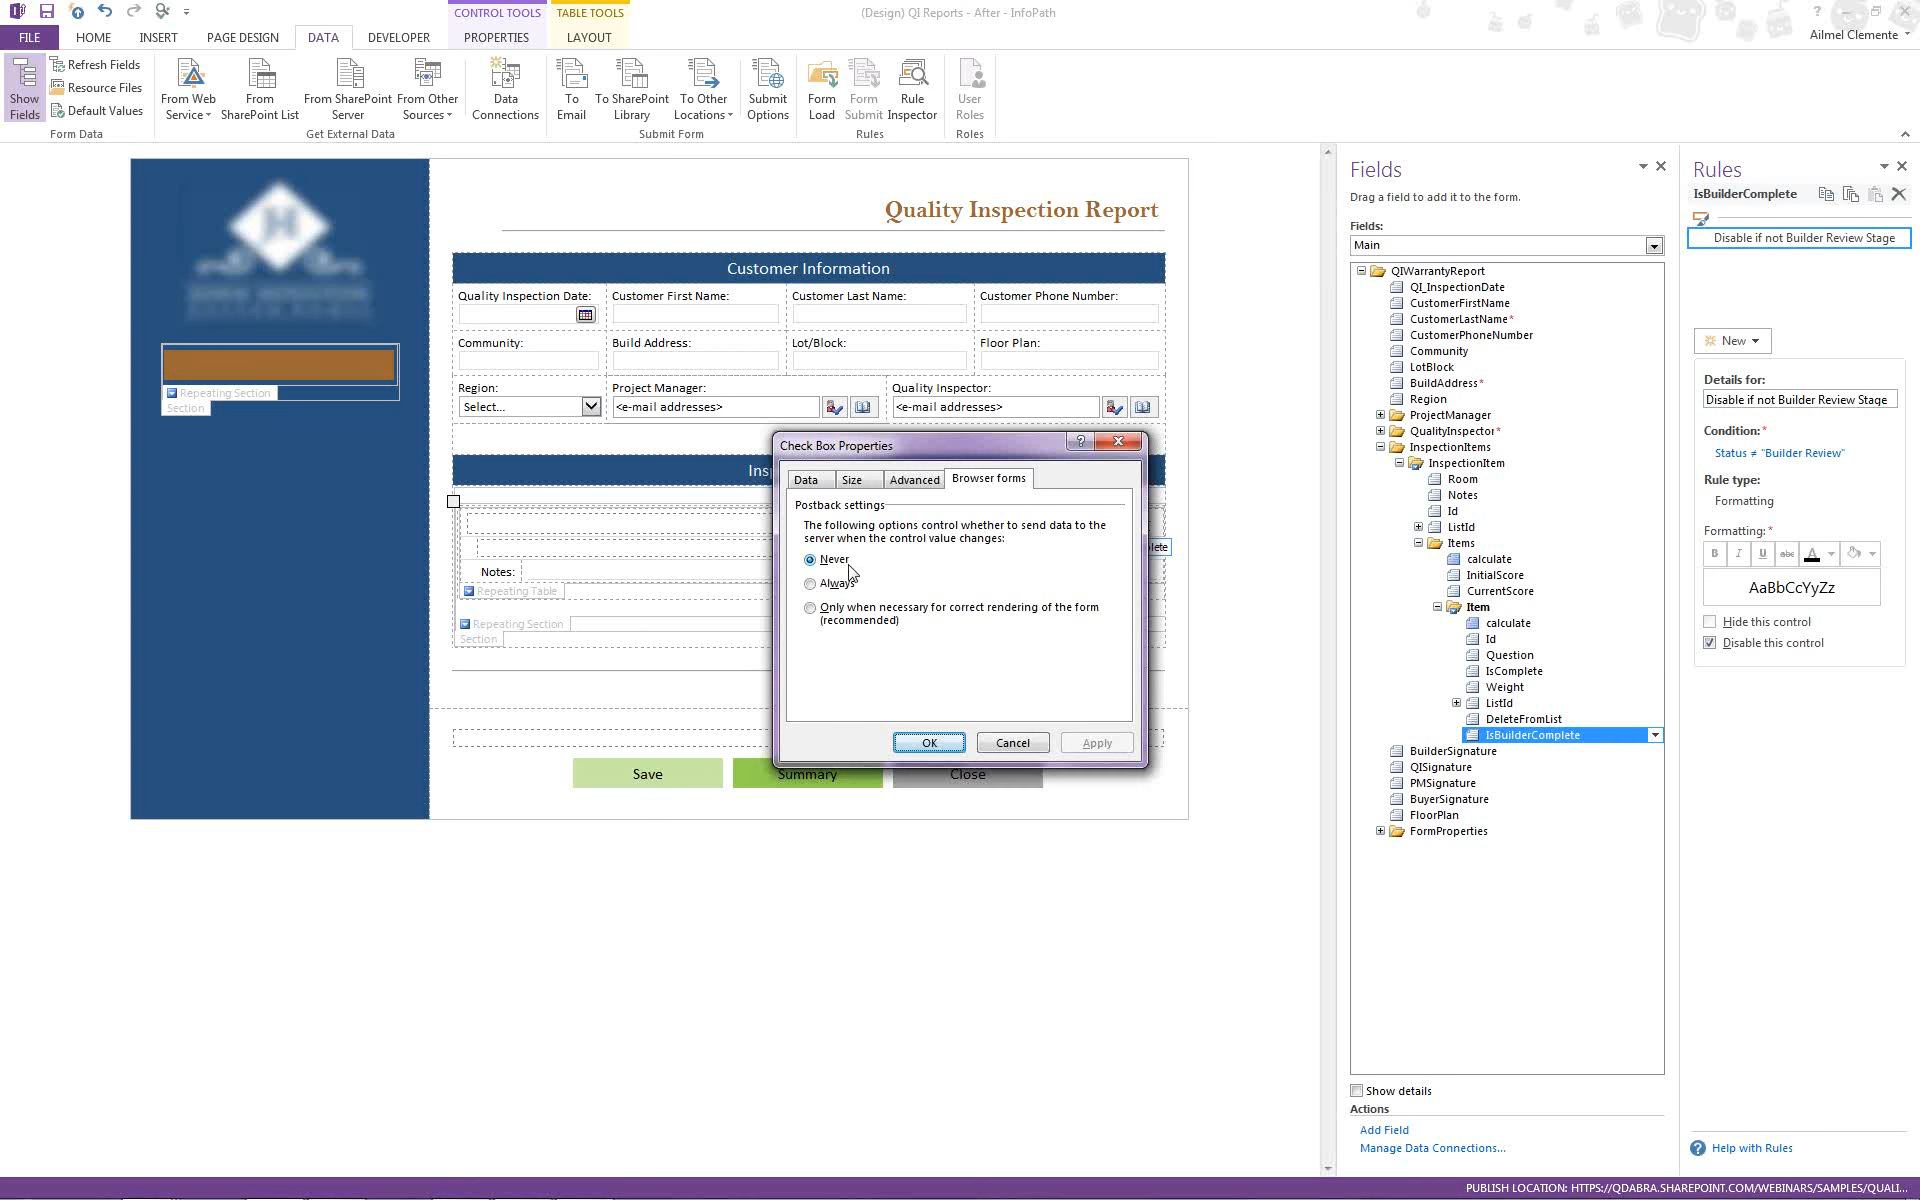 CONTROL TOOLS
TABLE TOOLS
(Design) QI Reports - After - InfoPath
?
FILE
HOME
INSERT
PAGE DESIGN
DATA
DEVELOPER
PROPERTIES
LAYOUT
Ailmel Clemente
Show Fields
Refresh Fields
Resource Files
Default Values
Form Data
From Web Service
From SharePoint List
From SharePoint Server
From Other Sources
Data Connections
Get External Data
To Email
To SharePoint Library
To Other Locations
Submit Options
Submit Form
Form Load
Form Submit
Rule Inspector
Rules
User Roles
Roles
Quality Inspection Report
Customer Information
Quality Inspection Date:
Customer First Name:
Customer Last Name:
Customer Phone Number:
Community:
Build Address:
Lot/Block:
Floor Plan:
Region:
Project Manager:
Quality Inspector:
Select...
<e-mail addresses>
<e-mail addresses>
Repeating Section
Section
Ins
Notes:
Repeating Table
Repeating Section
Section
lete
Save
Summary
Close
Check Box Properties
?
Data
Size
Advanced
Browser forms
Postback settings
The following options control whether to send data to the
server when the control value changes:
Never
Always
Only when necessary for correct rendering of the form
(recommended)
OK
Cancel
Apply
Fields
Drag a field to add it to the form.
Fields:
Main
QIWarrantyReport
QI_InspectionDate
CustomerFirstName
CustomerLastName*
CustomerPhoneNumber
Community
LotBlock
BuildAddress*
Region
ProjectManager
QualityInspector*
InspectionItems
InspectionItem
Room
Notes
Id
ListId
Items
calculate
InitialScore
CurrentScore
Item
calculate
Id
Question
IsComplete
Weight
ListId
DeleteFromList
IsBuilderComplete
BuilderSignature
QISignature
PMSignature
BuyerSignature
FloorPlan
FormProperties
Show details
Actions
Add Field
Manage Data Connections...
Rules
IsBuilderComplete
Disable if not Builder Review Stage
New
Details for:
Disable if not Builder Review Stage
Condition:*
Status ≠ "Builder Review"
Rule type:
Formatting
Formatting:*
B I U abc A
AaBbCcYyZz
Hide this control
Disable this control
Help with Rules
PUBLISH LOCATION: HTTPS://QDABRA.SHAREPOINT.COM/WEBINARS/SAMPLES/QUALI...